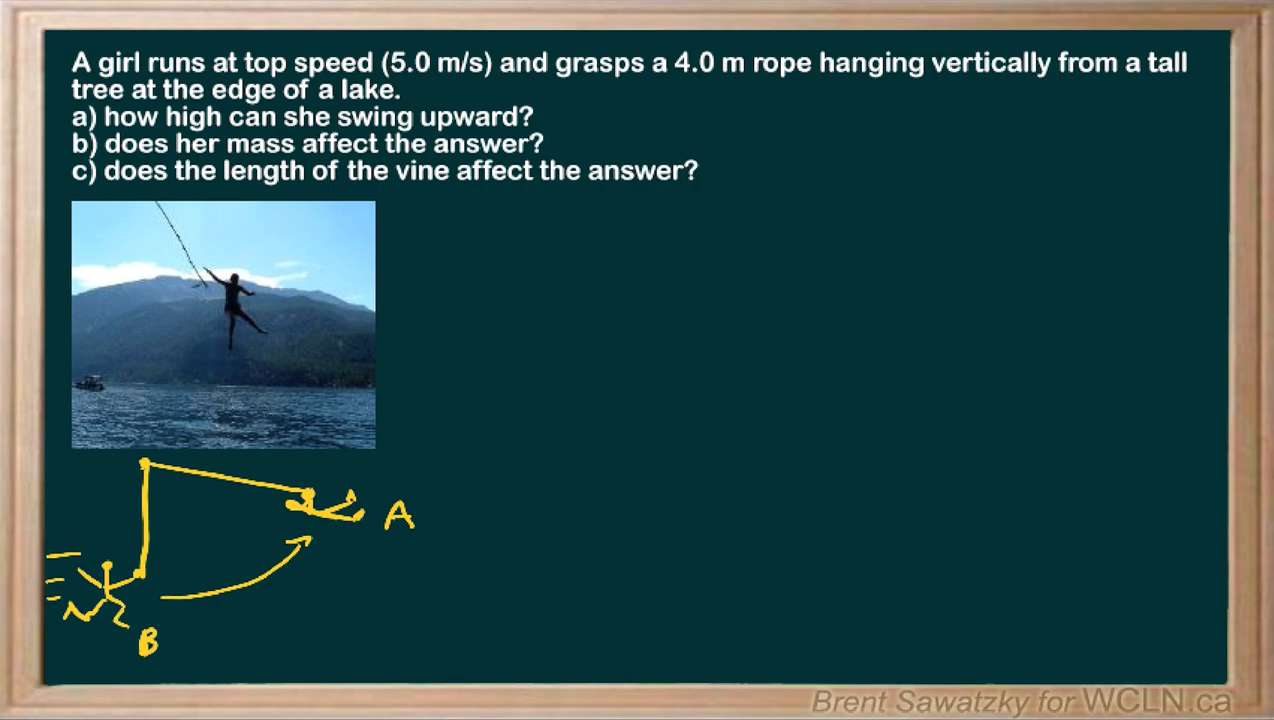 A girl runs at top speed (5.0 m/s) and grasps a 4.0 m rope hanging vertically from a tall
tree at the edge of a lake.
a) how high can she swing upward?
b) does her mass affect the answer?
c) does the length of the vine affect the answer?
A
B
Brent Sawatzky for WCLN.ca